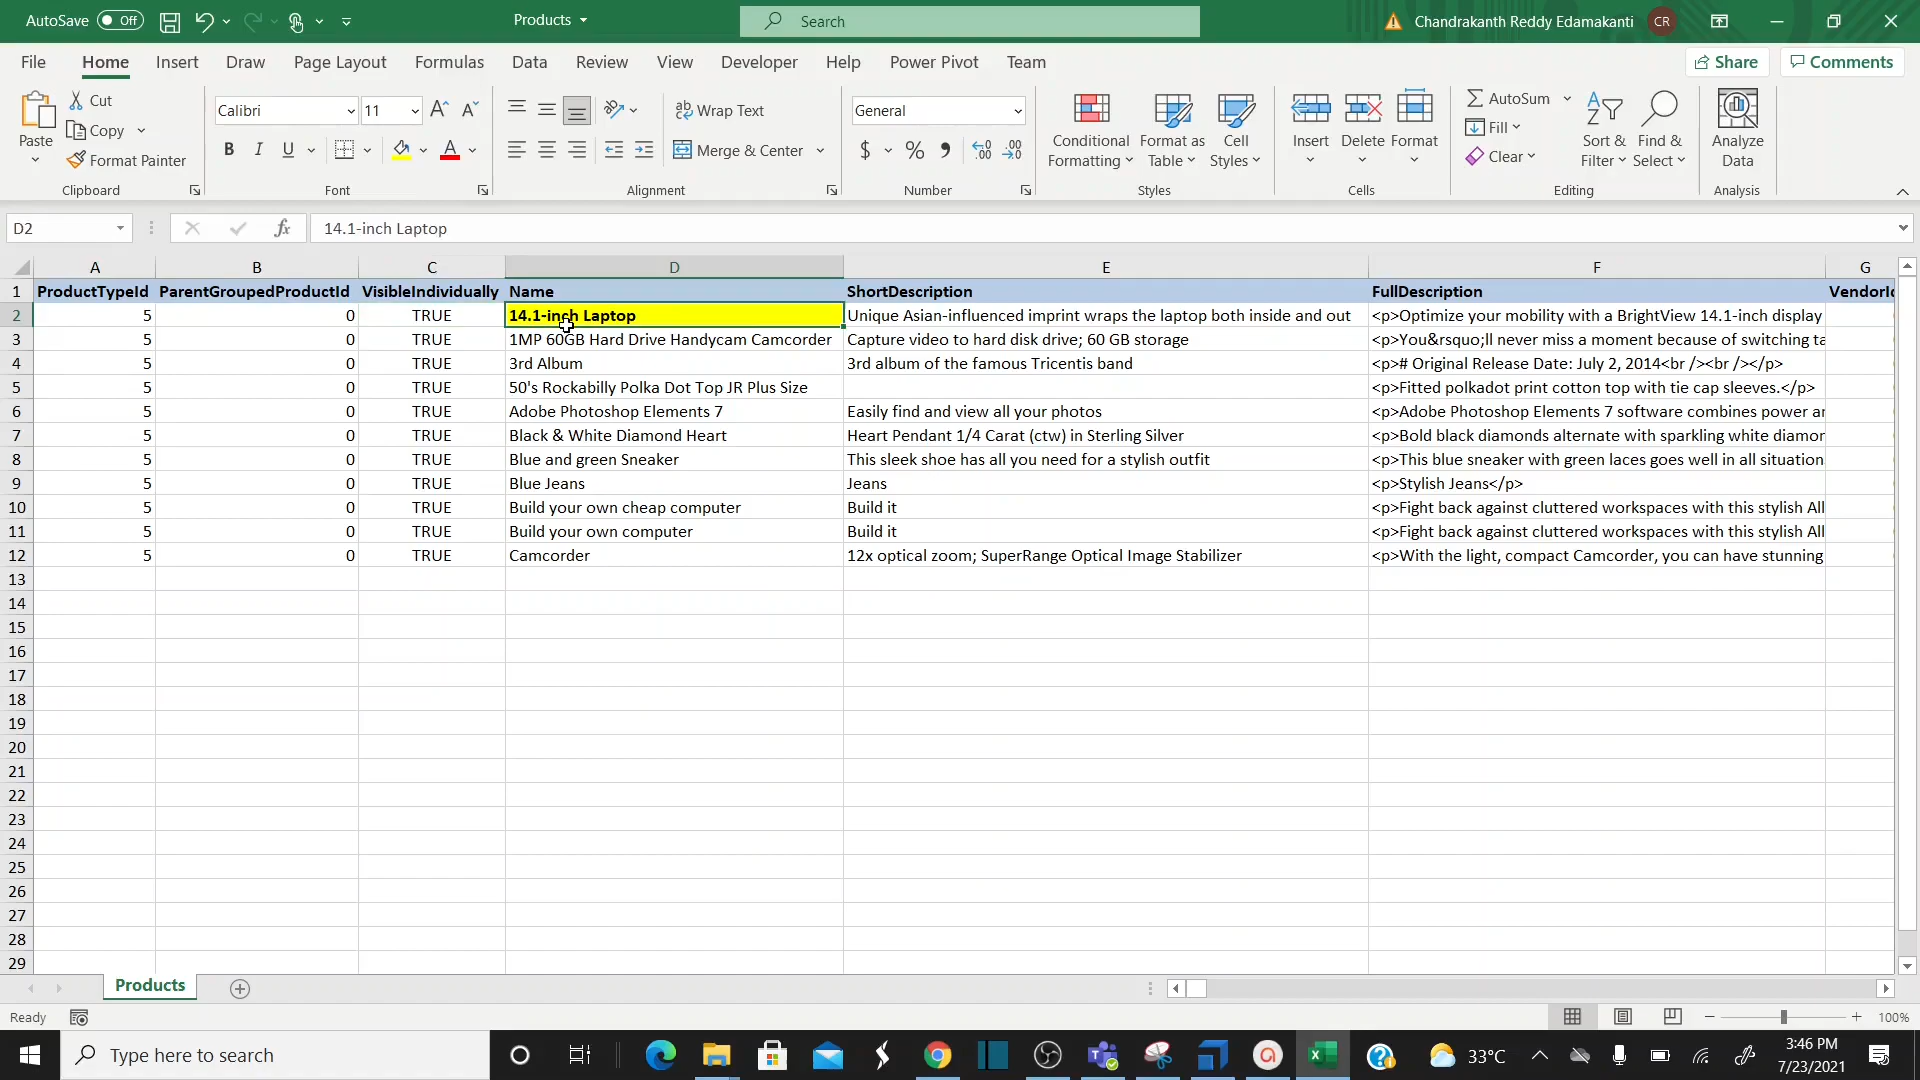 AutoSave Off Products Search Chandrakanth Reddy Edamakanti CR
File Home Insert Draw Page Layout Formulas Data Review View Developer Help Power Pivot Team Share Comments
Paste Cut Copy Format Painter Clipboard
Calibri 11 B I U A Font
Wrap Text Merge & Center Alignment
General $ % Number
Conditional Formatting Format as Table Cell Styles Styles
Insert Delete Format Cells
AutoSum Fill Clear Sort & Filter Find & Select Editing
Analyze Data Analysis
D2 fx 14.1-inch Laptop
A B C D E F G
1 ProductTypeId ParentGroupedProductId VisibleIndividually Name ShortDescription FullDescription VendorId
2 5 0 TRUE 14.1-inch Laptop Unique Asian-influenced imprint wraps the laptop both inside and out <p>Optimize your mobility with a BrightView 14.1-inch display
3 5 0 TRUE 1MP 60GB Hard Drive Handycam Camcorder Capture video to hard disk drive; 60 GB storage <p>You&rsquo;ll never miss a moment because of switching ta
4 5 0 TRUE 3rd Album 3rd album of the famous Tricentis band <p># Original Release Date: July 2, 2014<br /><br /></p>
5 5 0 TRUE 50's Rockabilly Polka Dot Top JR Plus Size <p>Fitted polkadot print cotton top with tie cap sleeves.</p>
6 5 0 TRUE Adobe Photoshop Elements 7 Easily find and view all your photos <p>Adobe Photoshop Elements 7 software combines power ar
7 5 0 TRUE Black & White Diamond Heart Heart Pendant 1/4 Carat (ctw) in Sterling Silver <p>Bold black diamonds alternate with sparkling white diamor
8 5 0 TRUE Blue and green Sneaker This sleek shoe has all you need for a stylish outfit <p>This blue sneaker with green laces goes well in all situation
9 5 0 TRUE Blue Jeans Jeans <p>Stylish Jeans</p>
10 5 0 TRUE Build your own cheap computer Build it <p>Fight back against cluttered workspaces with this stylish All
11 5 0 TRUE Build your own computer Build it <p>Fight back against cluttered workspaces with this stylish All
12 5 0 TRUE Camcorder 12x optical zoom; SuperRange Optical Image Stabilizer <p>With the light, compact Camcorder, you can have stunning
13
14
15
16
17
18
19
20
21
22
23
24
25
26
27
28
29
Products
Ready 100%
Type here to search 33°C 3:46 PM
7/23/2021